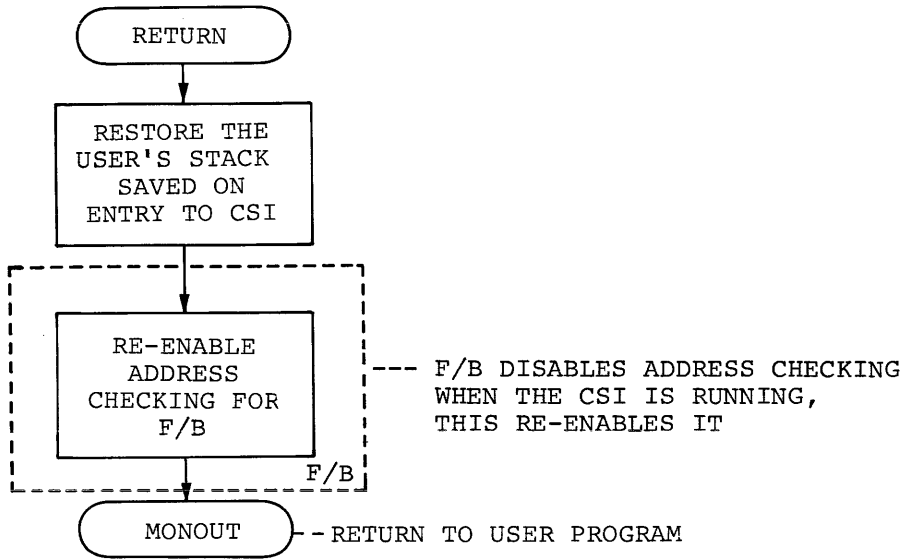 RETURN
RESTORE THE
USER'S STACK
SAVED ON
ENTRY TO CSI
RE-ENABLE
ADDRESS
CHECKING FOR
F/B
F/B DISABLES ADDRESS CHECKING
WHEN THE CSI IS RUNNING,
THIS RE-ENABLES IT
F/B
MONOUT
RETURN TO USER PROGRAM